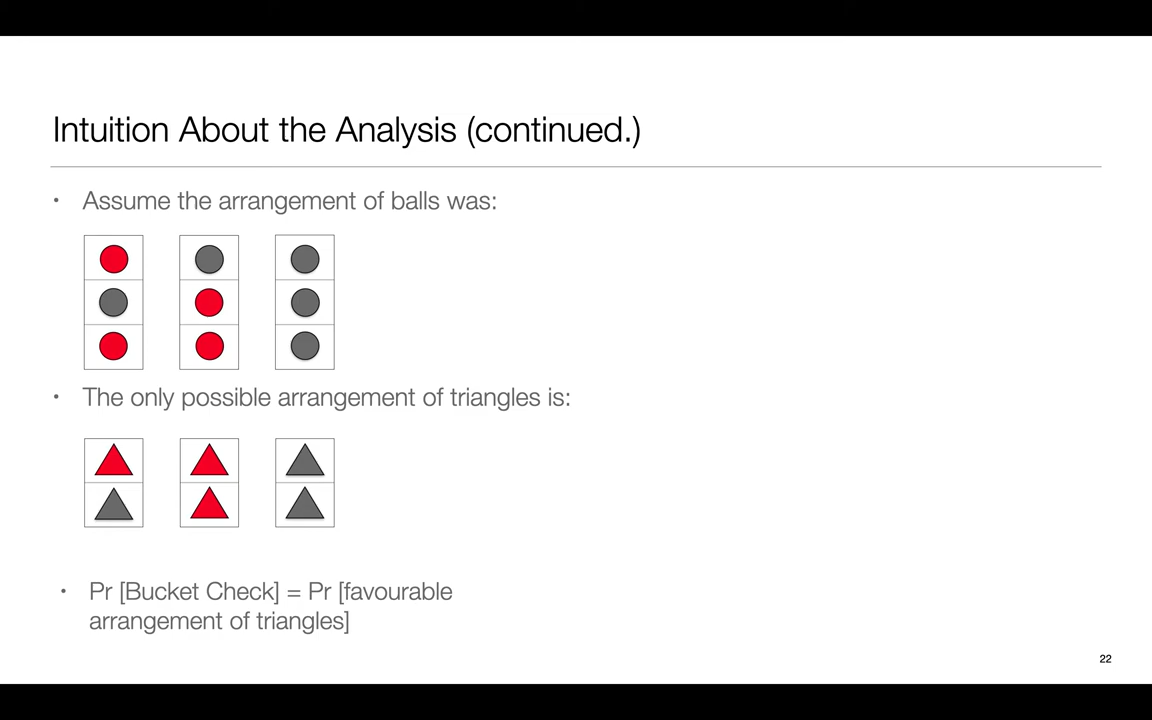 Intuition About the Analysis (continued.)
• Assume the arrangement of balls was:
• The only possible arrangement of triangles is:
• Pr [Bucket Check] = Pr [favourable
arrangement of triangles]
22